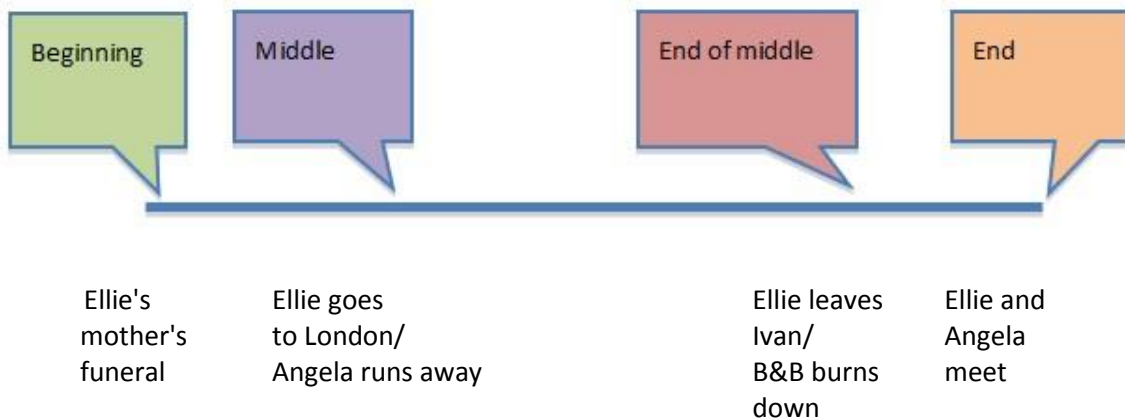 Beginning
Middle
End of middle
End
Ellie's
mother's
funeral
Ellie goes
to London/
Angela runs away
Ellie leaves
Ivan/
B&B burns
down
Ellie and
Angela
meet